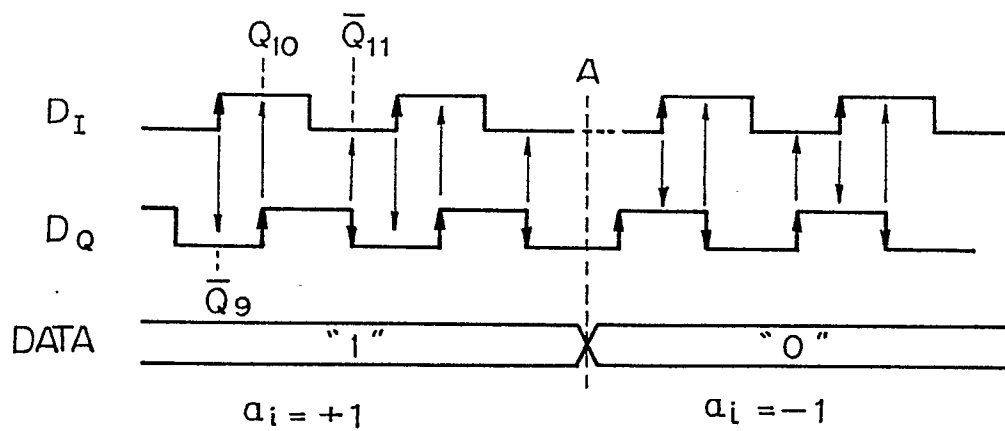 Q10 Q̅11
A
DI
DQ
Q̅9
DATA "1" "0"
ai = +1 ai = −1